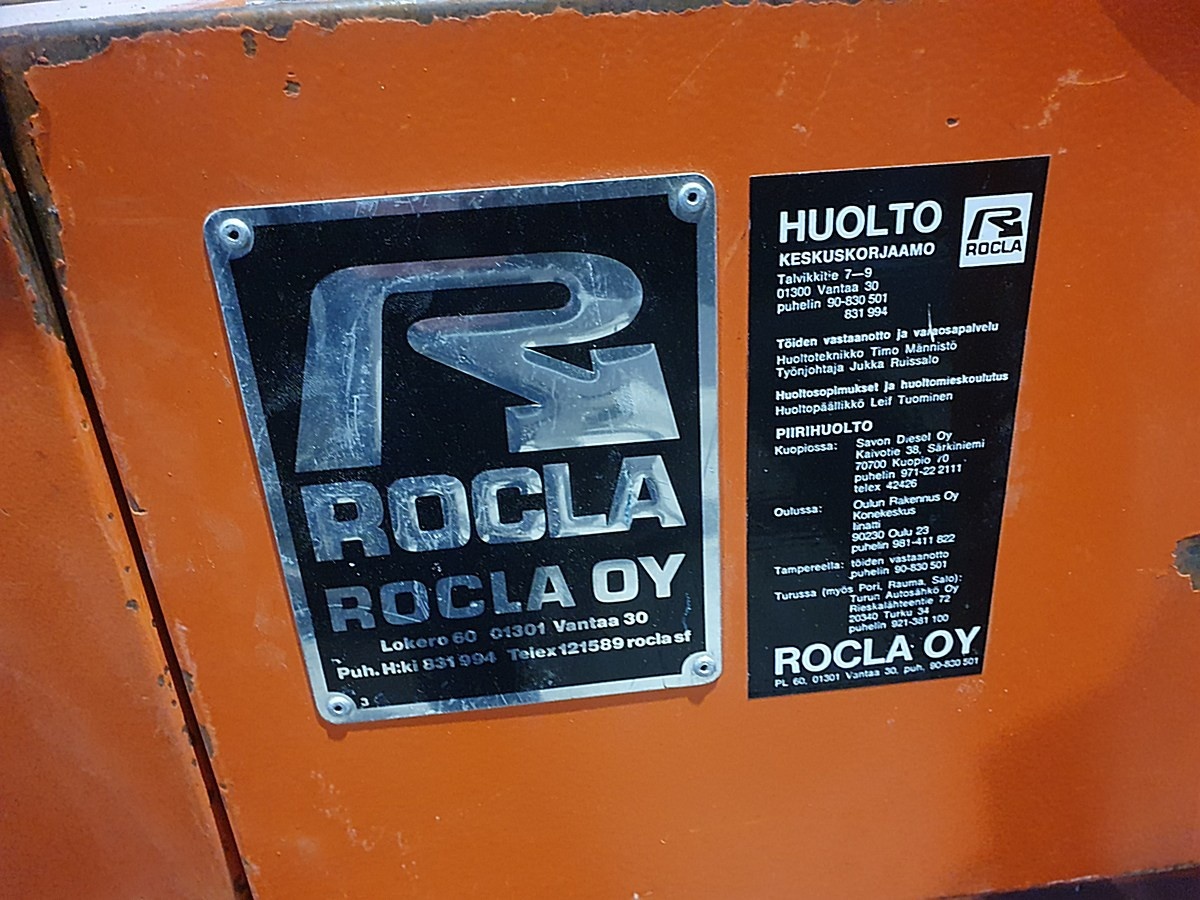 ROCLA
ROCLA OY
Lokero 60 01301 Vantaa 30
Puh. H:ki 831 994 Telex 121589 rocla sf
3
HUOLTO
ROCLA
KESKUSKORJAAMO
Talvikkitie 7—9
01300 Vantaa 30
puhelin 90-830 501
831 994
Töiden vastaanotto ja varaosapalvelu
Huoltoteknikko Timo Männistö
Työnjohtaja Jukka Ruissalo
Huoltosopimukset ja huoltomieskoulutus
Huoltopäällikkö Leif Tuominen
PIIRIHUOLTO
Kuopiossa: Savon Diesel Oy
Kaivotie 38, Särkiniemi
70700 Kuopio 70
puhelin 971-22 2111
telex 42426
Oulussa: Oulun Rakennus Oy
Konekeskus
Iinatti
90230 Oulu 23
puhelin 981-411 822
Tampereella: töiden vastaanotto
puhelin 90-830 501
Turussa (myös Pori, Rauma, Salo):
Turun Autosähkö Oy
Rieskalähteentie 72
20340 Turku 34
puhelin 921-381 100
ROCLA OY
PL 60, 01301 Vantaa 30, puh. 90-830 501